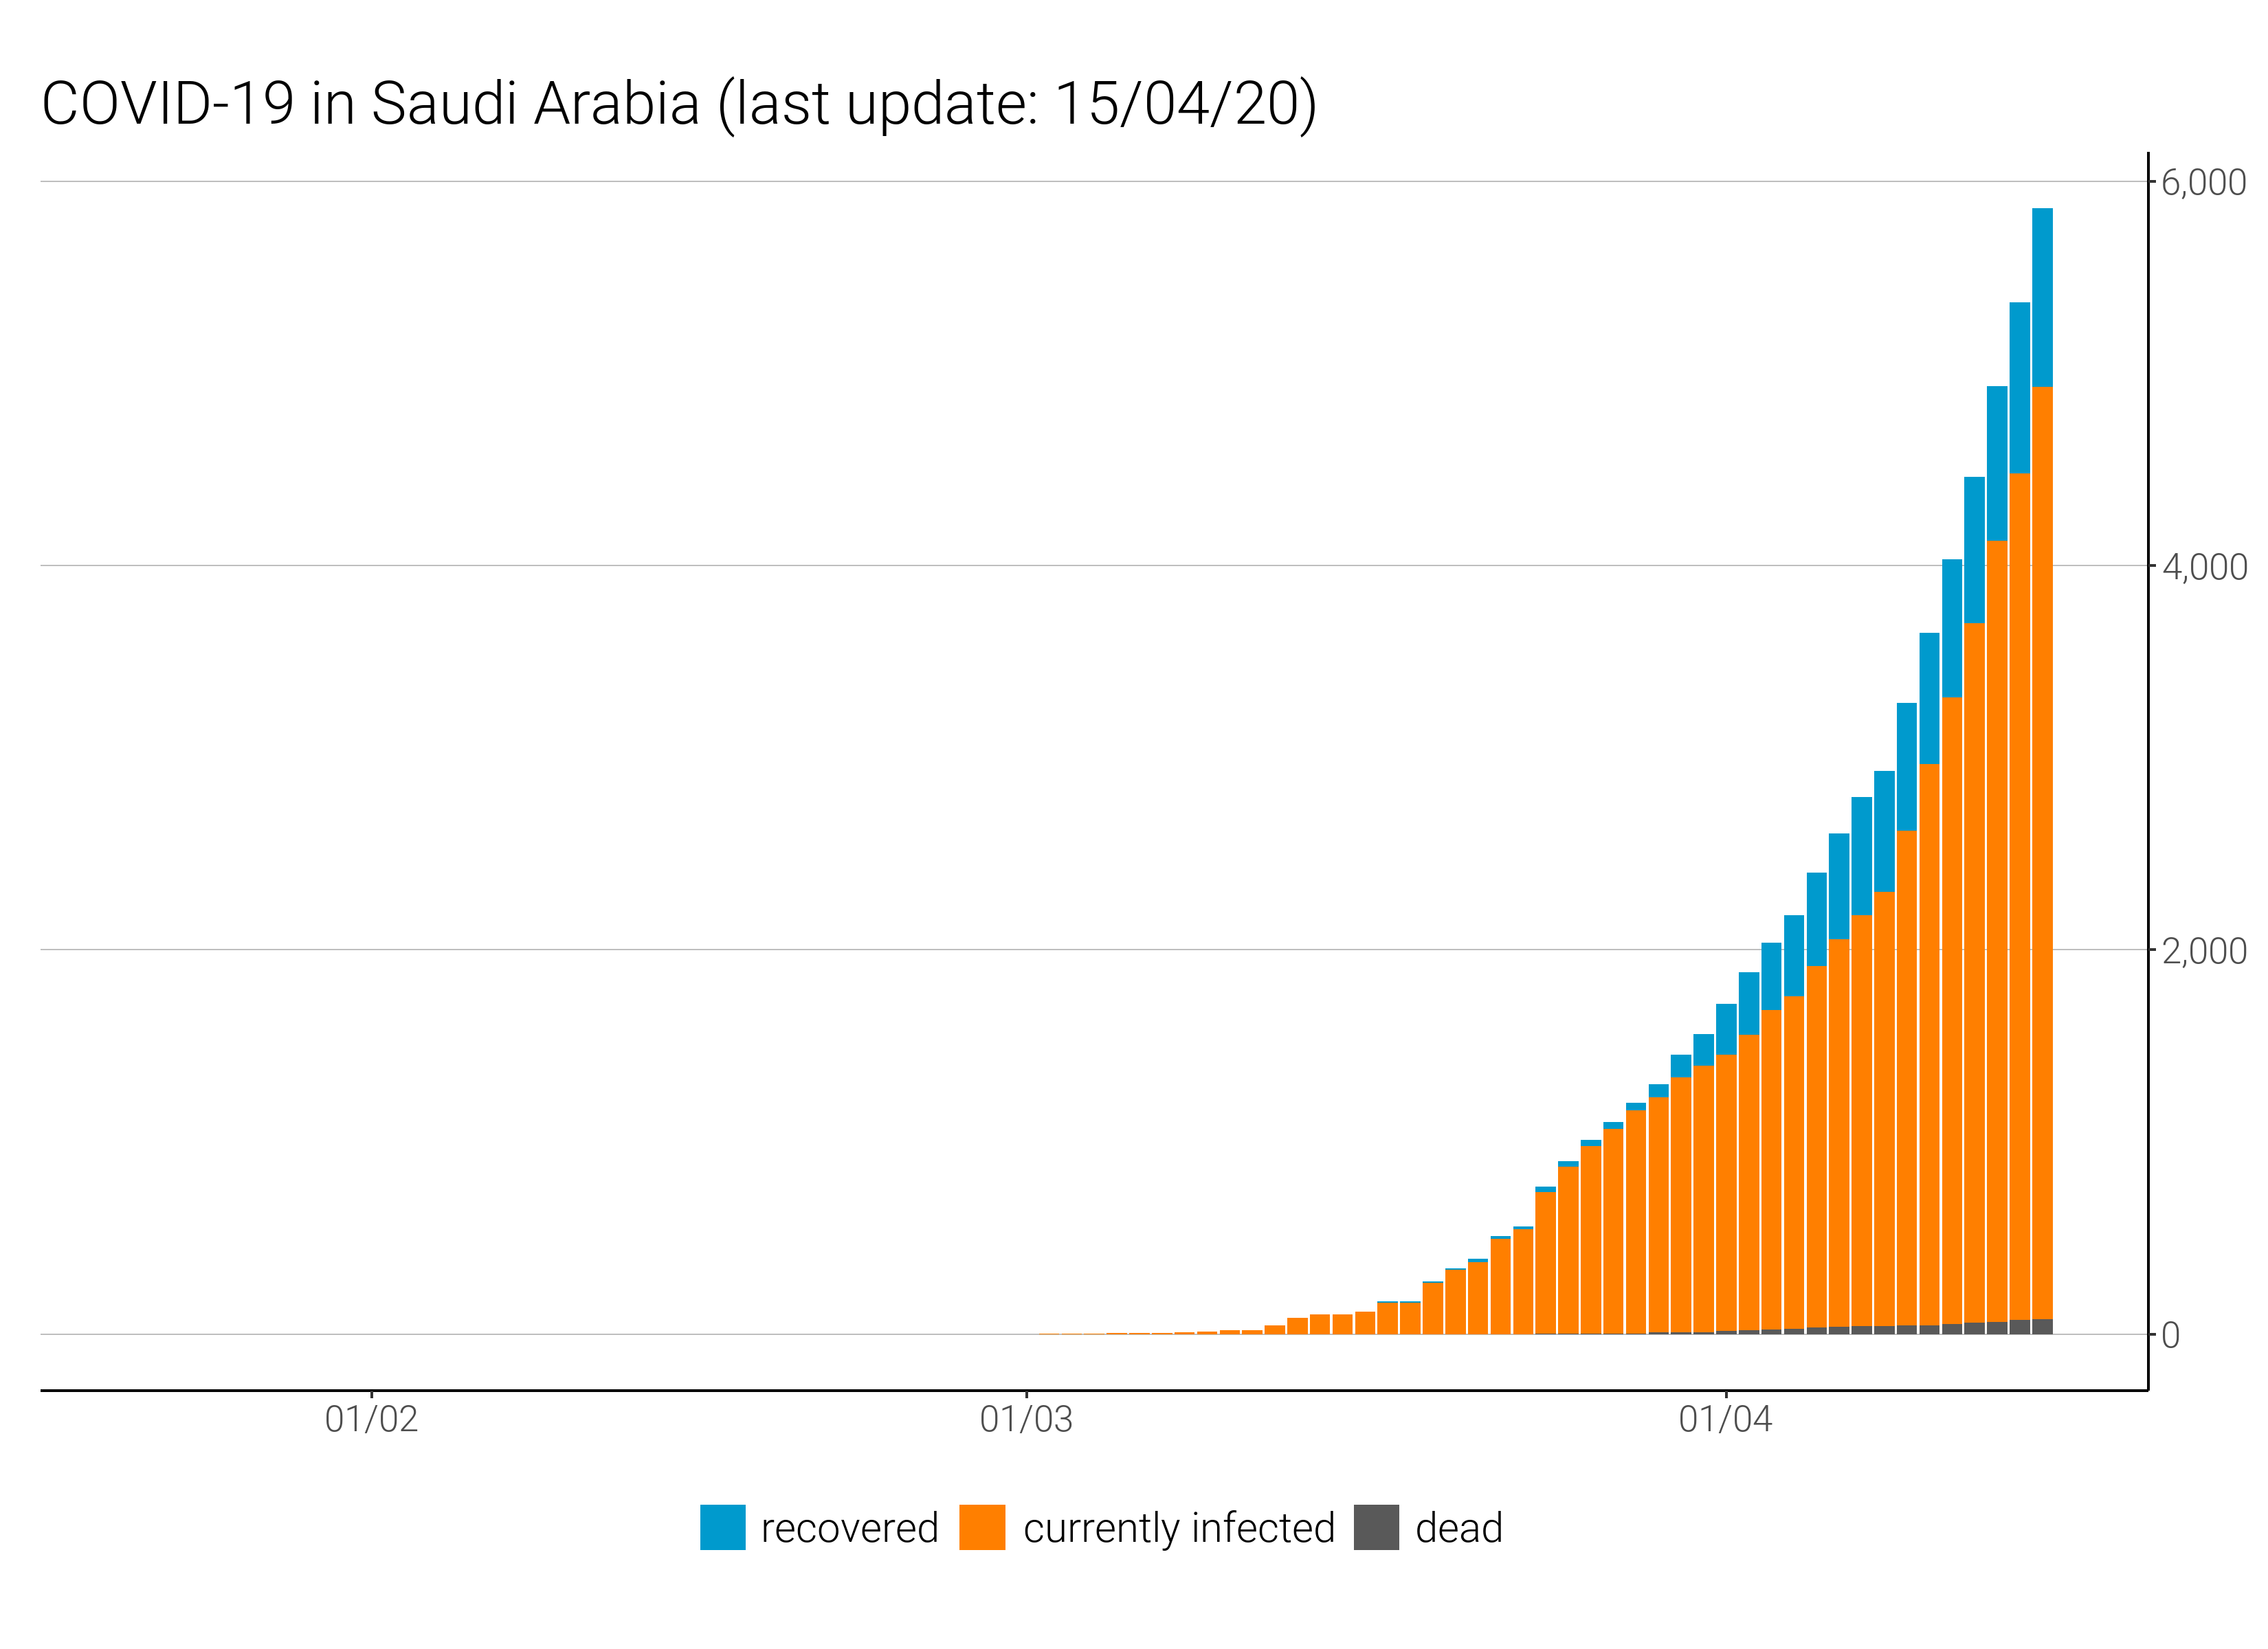 COVID-19 in Saudi Arabia (last update: 15/04/20)
6,000
4,000
2,000
0
01/02 01/03 01/04
recovered currently infected dead